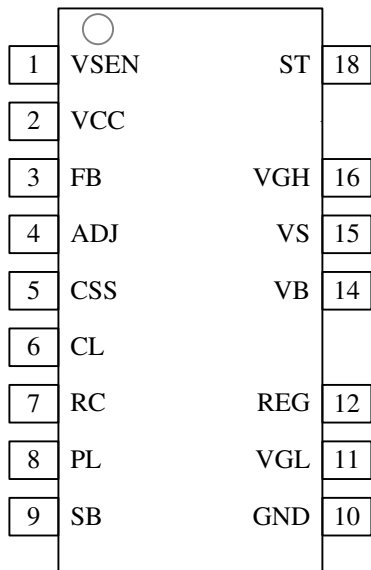 1 VSEN ST 18
2 VCC
3 FB VGH 16
4 ADJ VS 15
5 CSS VB 14
6 CL
7 RC REG 12
8 PL VGL 11
9 SB GND 10